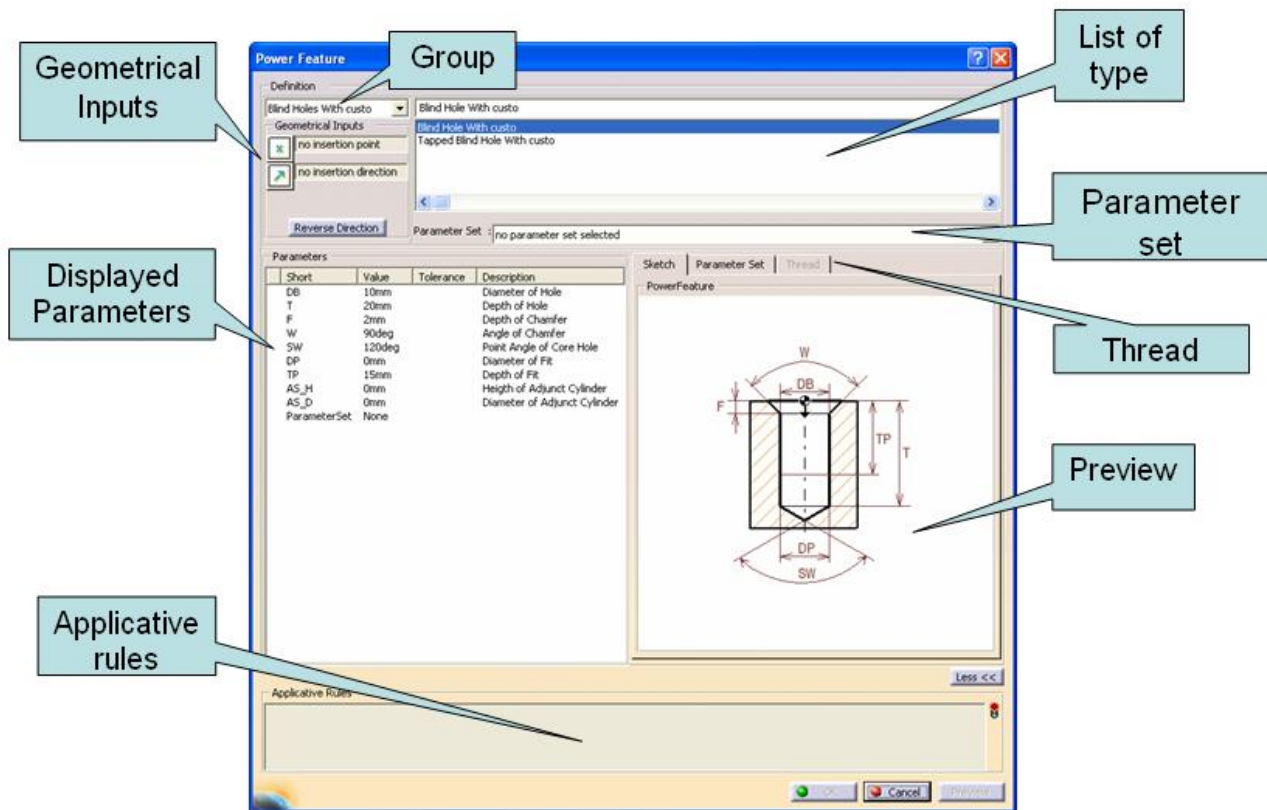 Geometrical
Inputs
Group
List of
type
Parameter
set
Displayed
Parameters
Thread
Preview
Applicative
rules
Power Feature
Definition
Blind Holes With custo
Blind Hole With custo
Geometrical Inputs
no insertion point
no insertion direction
Reverse Direction
Blind Hole With custo
Tapped Blind Hole With custo
Parameter Set :
no parameter set selected
Parameters
Short Value Tolerance Description
DB 10mm Diameter of Hole
T 20mm Depth of Hole
F 2mm Depth of Chamfer
W 90deg Angle of Chamfer
SW 120deg Point Angle of Core Hole
DP 0mm Diameter of Fit
TP 15mm Depth of Fit
AS_H 0mm Heigth of Adjunct Cylinder
AS_D 0mm Diameter of Adjunct Cylinder
ParameterSet None
Sketch Parameter Set Thread
PowerFeature
W
DB
F
TP
T
DP
SW
Less <<
Applicative Rules
OK Cancel Preview